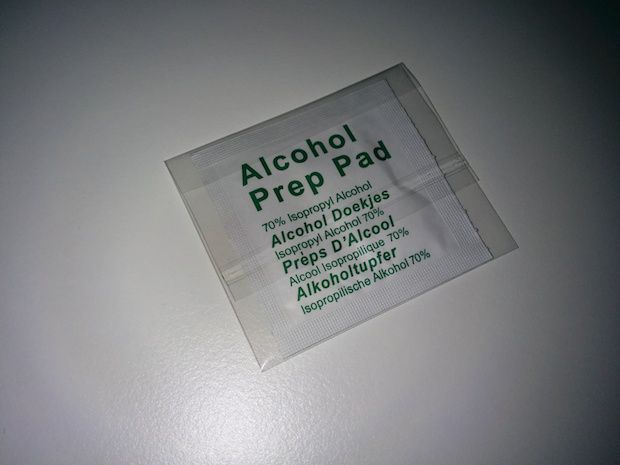 Alcohol
Prep Pad
70% Isopropyl Alcohol
Alcohol Doekjes
Isopropyl Alcohol 70%
Prèps D'Alcool
Alcool Isopropilique 70%
Alkoholtupfer
Isopropilische Alkohol 70%